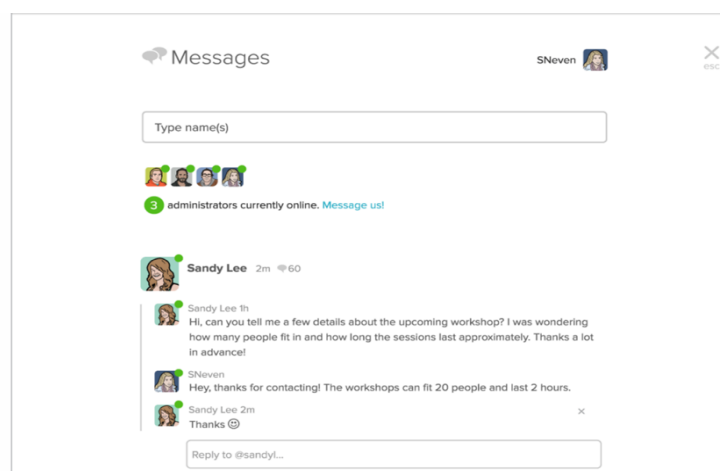 Messages
SNeven
esc
Type name(s)
3 administrators currently online. Message us!
Sandy Lee 2m 60
Sandy Lee 1h
Hi, can you tell me a few details about the upcoming workshop? I was wondering
how many people fit in and how long the sessions last approximately. Thanks a lot
in advance!
SNeven
Hey, thanks for contacting! The workshops can fit 20 people and last 2 hours.
Sandy Lee 2m
Thanks
Reply to @sandyl...